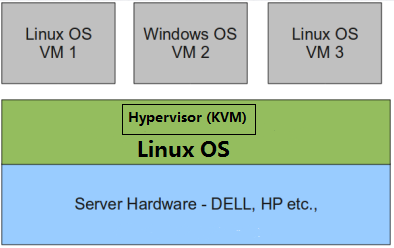 Linux OS
VM 1
Windows OS
VM 2
Linux OS
VM 3
Hypervisor (KVM)
Linux OS
Server Hardware - DELL, HP etc.,